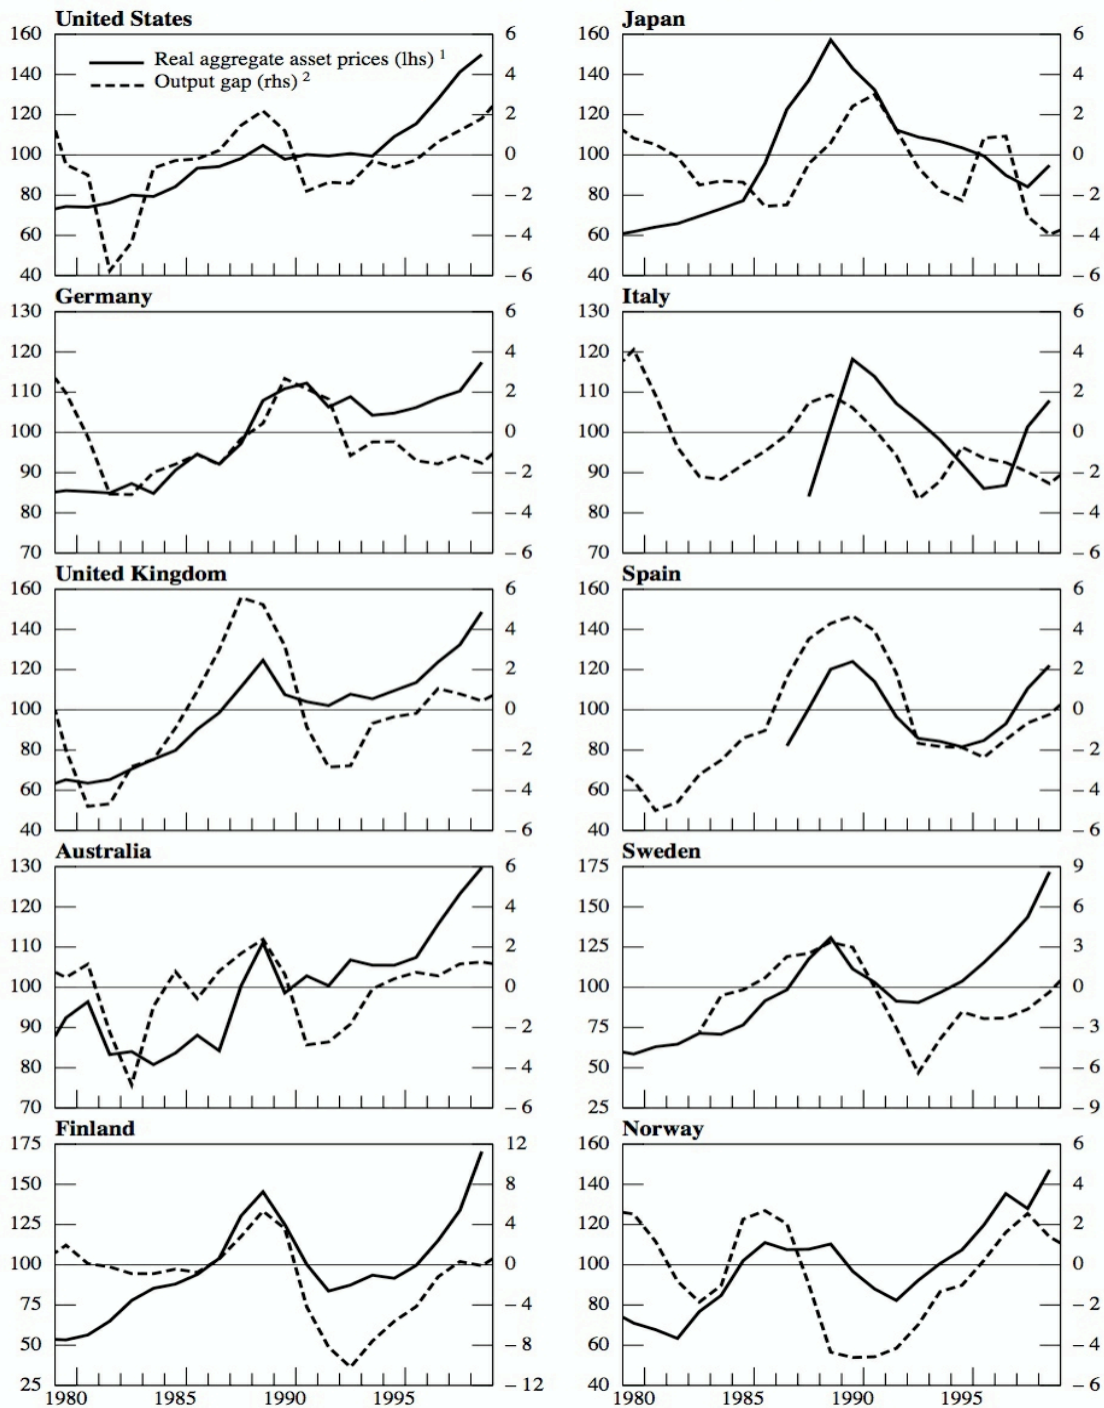 United States
160 6
Real aggregate asset prices (lhs) 1
140 4
Output gap (rhs) 2
120 2
100 0
80 – 2
60 – 4
40 – 6
Japan
160 6
140 4
120 2
100 0
80 – 2
60 – 4
40 – 6
Germany
130 6
120 4
110 2
100 0
90 – 2
80 – 4
70 – 6
Italy
130 6
120 4
110 2
100 0
90 – 2
80 – 4
70 – 6
United Kingdom
160 6
140 4
120 2
100 0
80 – 2
60 – 4
40 – 6
Spain
160 6
140 4
120 2
100 0
80 – 2
60 – 4
40 – 6
Australia
130 6
120 4
110 2
100 0
90 – 2
80 – 4
70 – 6
Sweden
175 9
150 6
125 3
100 0
75 – 3
50 – 6
25 – 9
Finland
175 12
150 8
125 4
100 0
75 – 4
50 – 8
25 – 12
1980 1985 1990 1995
Norway
160 6
140 4
120 2
100 0
80 – 2
60 – 4
40 – 6
1980 1985 1990 1995